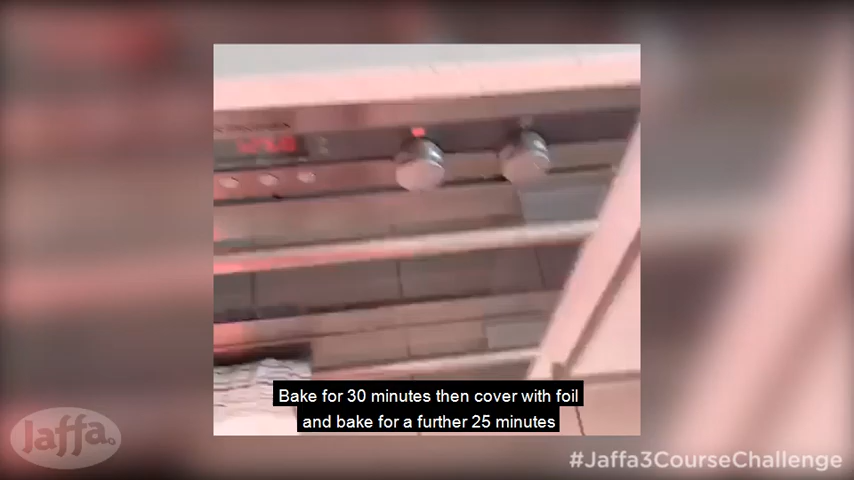 Bake for 30 minutes then cover with foil
and bake for a further 25 minutes
Jaffa
#Jaffa3CourseChallenge